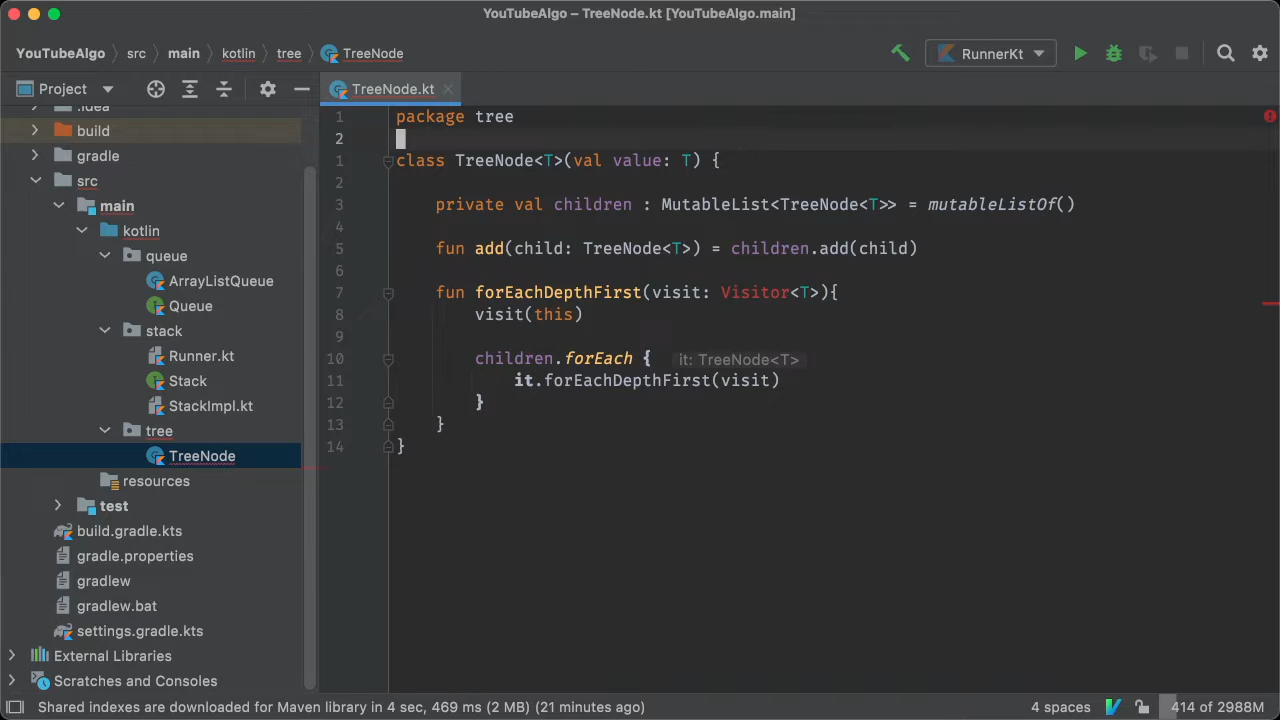 YouTubeAlgo – TreeNode.kt [YouTubeAlgo.main]
YouTubeAlgo src main kotlin tree TreeNode RunnerKt
Project TreeNode.kt
.idea
build
gradle
src
main
kotlin
queue
ArrayListQueue
Queue
stack
Runner.kt
Stack
StackImpl.kt
tree
TreeNode
resources
test
build.gradle.kts
gradle.properties
gradlew
gradlew.bat
settings.gradle.kts
External Libraries
Scratches and Consoles
1 package tree
2
1 class TreeNode<T>(val value: T) {
2
3 private val children : MutableList<TreeNode<T>> = mutableListOf()
4
5 fun add(child: TreeNode<T>) = children.add(child)
6
7 fun forEachDepthFirst(visit: Visitor<T>){
8 visit(this)
9
10 children.forEach { it: TreeNode<T>
11 it.forEachDepthFirst(visit)
12 }
13 }
14 }
Shared indexes are downloaded for Maven library in 4 sec, 469 ms (2 MB) (21 minutes ago) 4 spaces 414 of 2988M